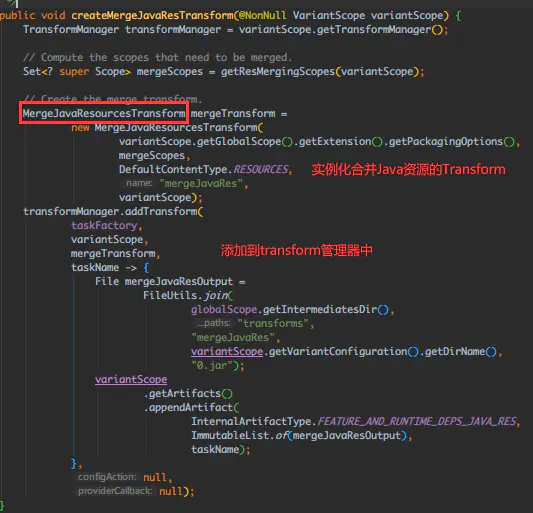 public void createMergeJavaResTransform(@NonNull VariantScope variantScope) {
TransformManager transformManager = variantScope.getTransformManager();
// Compute the scopes that need to be merged.
Set<? super Scope> mergeScopes = getResMergingScopes(variantScope);
// Create the merge transform.
MergeJavaResourcesTransform mergeTransform =
new MergeJavaResourcesTransform(
variantScope.getGlobalScope().getExtension().getPackagingOptions(),
mergeScopes,
DefaultContentType.RESOURCES, 实例化合并Java资源的Transform
name: "mergeJavaRes",
variantScope);
transformManager.addTransform(
taskFactory,
variantScope, 添加到transform管理器中
mergeTransform,
taskName -> {
File mergeJavaResOutput =
FileUtils.join(
globalScope.getIntermediatesDir(),
...paths: "transforms",
"mergeJavaRes",
variantScope.getVariantConfiguration().getDirName(),
"0.jar");
variantScope
.getArtifacts()
.appendArtifact(
InternalArtifactType.FEATURE_AND_RUNTIME_DEPS_JAVA_RES,
ImmutableList.of(mergeJavaResOutput),
taskName);
},
configAction: null,
providerCallback: null);
}